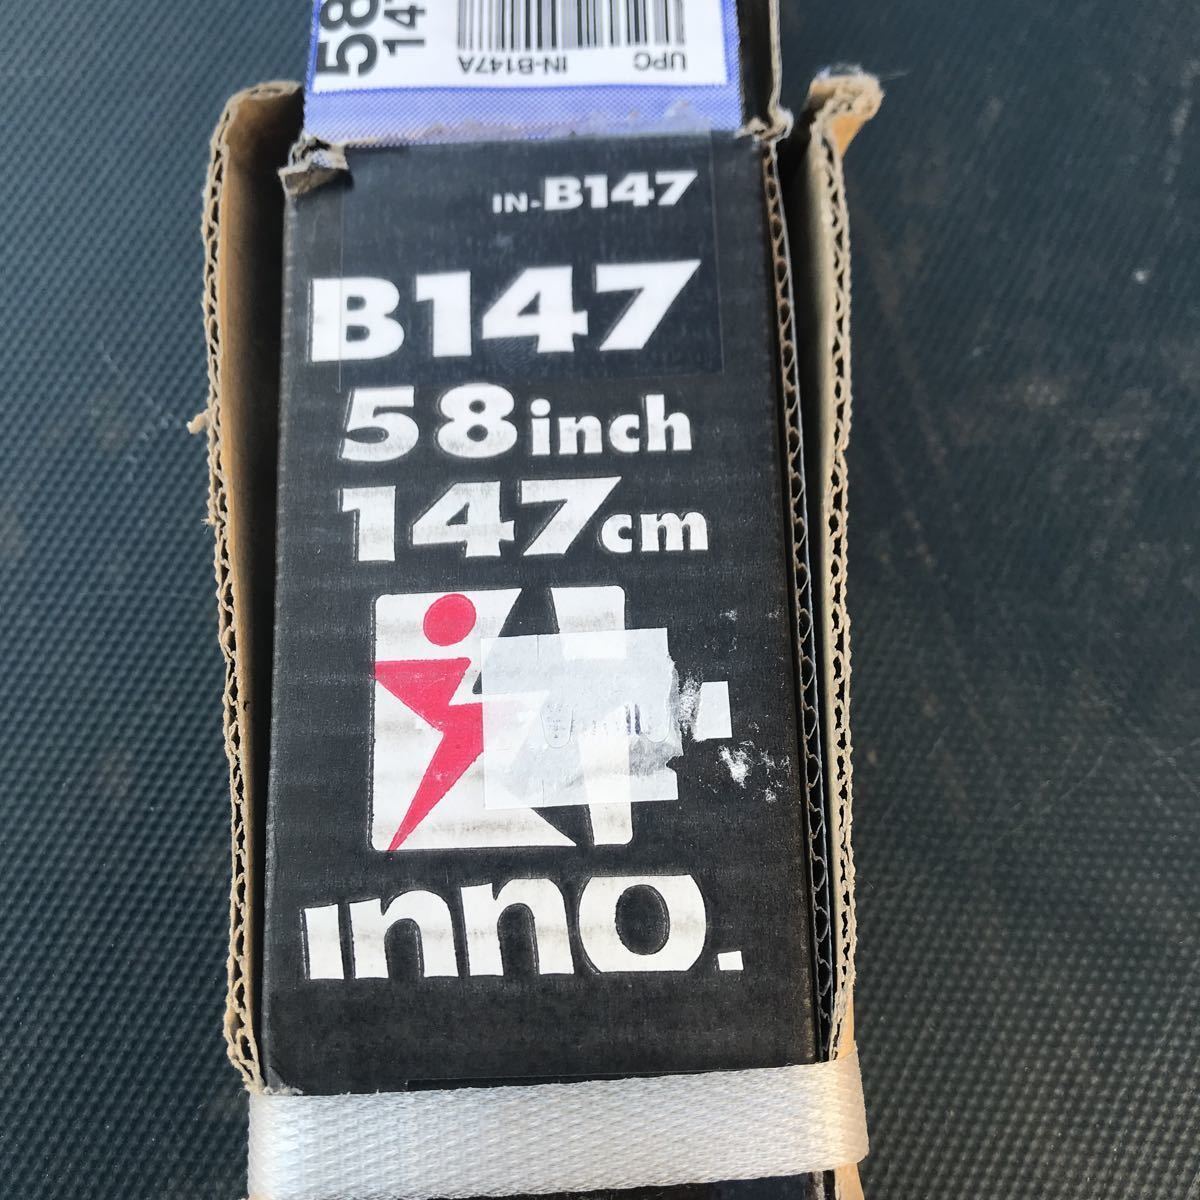 58
14
UPC IN-B147A
IN-B147
B147
58inch
147cm
INNO.